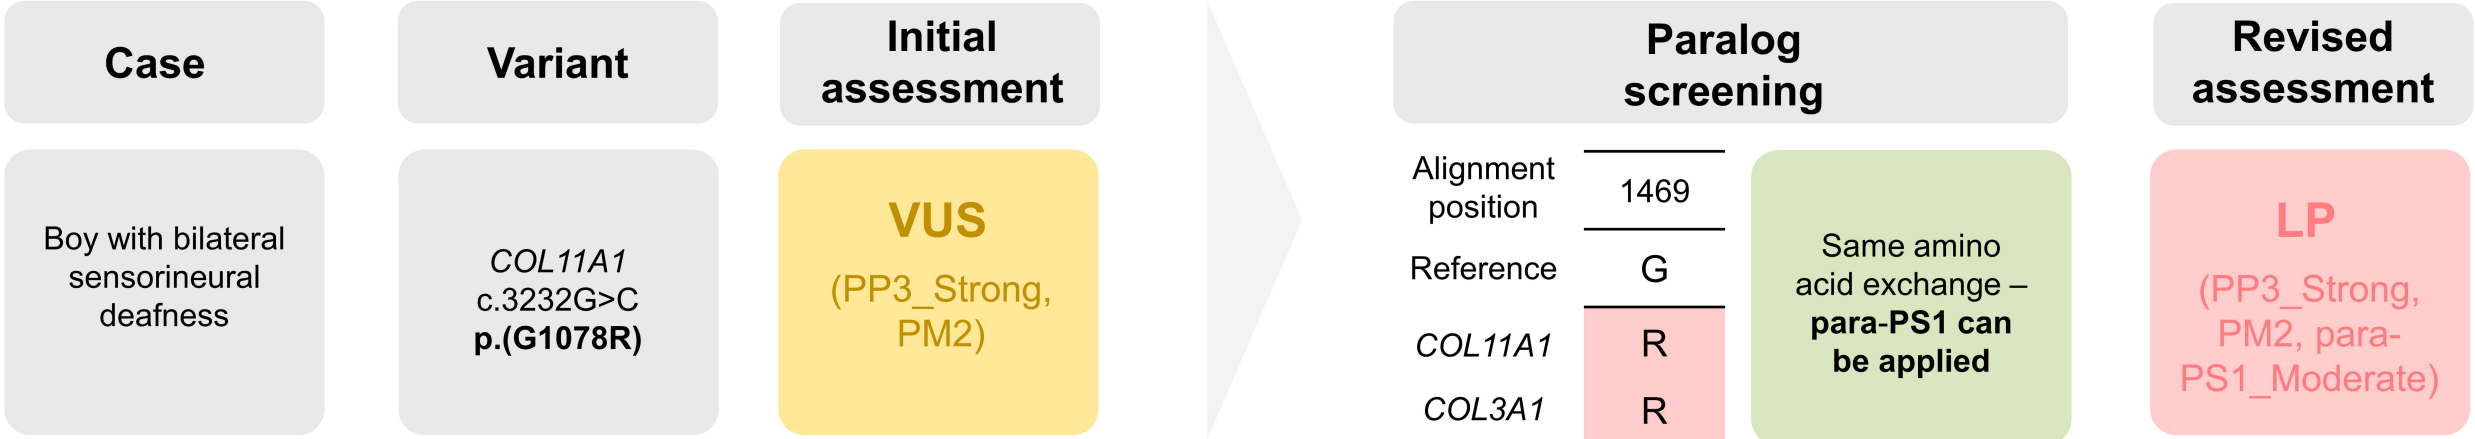 Case
Variant
Initial
assessment
Paralog
screening
Revised
assessment
Boy with bilateral
sensorineural
deafness
COL11A1
c.3232G>C
p.(G1078R)
VUS
(PP3_Strong,
PM2)
Alignment
position
1469
Reference
G
COL11A1
R
COL3A1
R
Same amino
acid exchange –
para-PS1 can
be applied
LP
(PP3_Strong,
PM2, para-
PS1_Moderate)